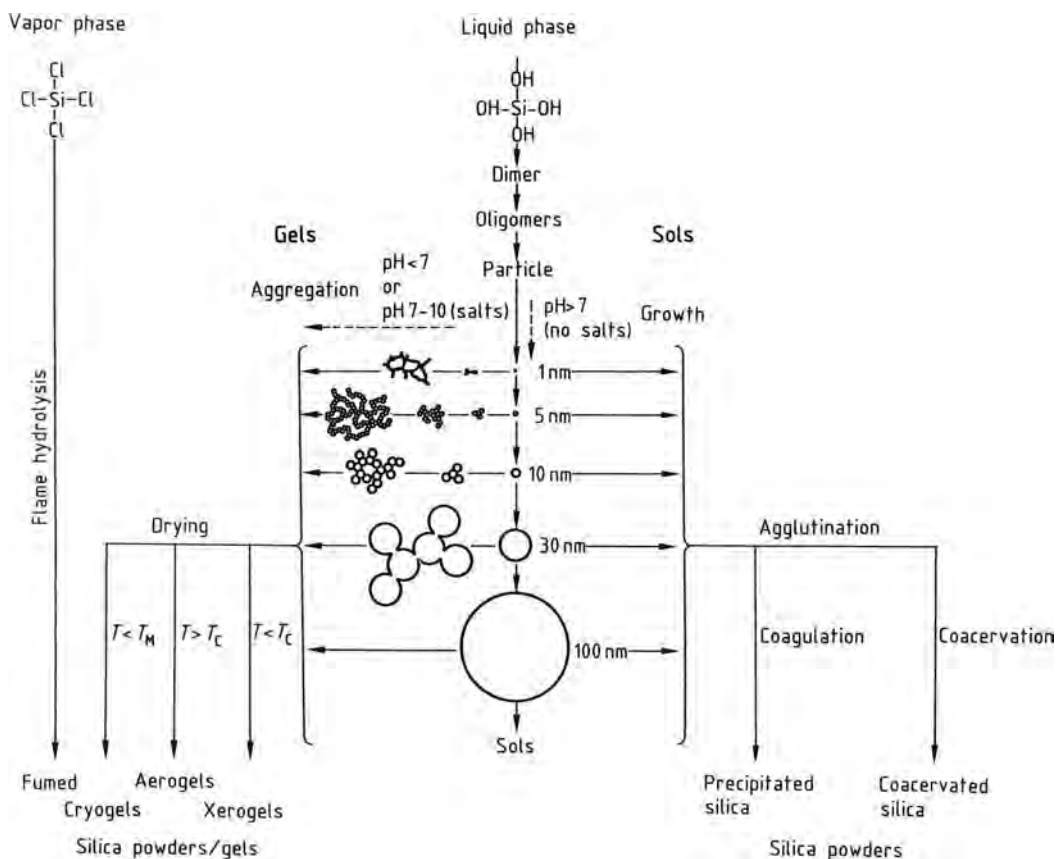 Vapor phase
Cl
Cl–Si–Cl
Cl
Flame hydrolysis
Liquid phase
OH
OH–Si–OH
OH
Dimer
Oligomers
Particle
Gels
Sols
Aggregation
pH < 7
or
pH 7–10 (salts)
pH > 7
(no salts)
Growth
1 nm
5 nm
10 nm
30 nm
100 nm
Sols
Drying
T < TM
T > TC
T < TC
Agglutination
Coagulation
Coacervation
Fumed
Cryogels
Aerogels
Xerogels
Silica powders/gels
Precipitated
silica
Coacervated
silica
Silica powders